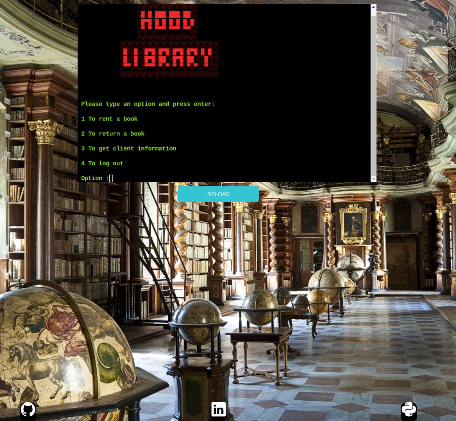 HOOD
LIBRARY
Please type an option and press enter:
1 To rent a book
2 To return a book
3 To get client information
4 To log out
Option :
RELOAD
in